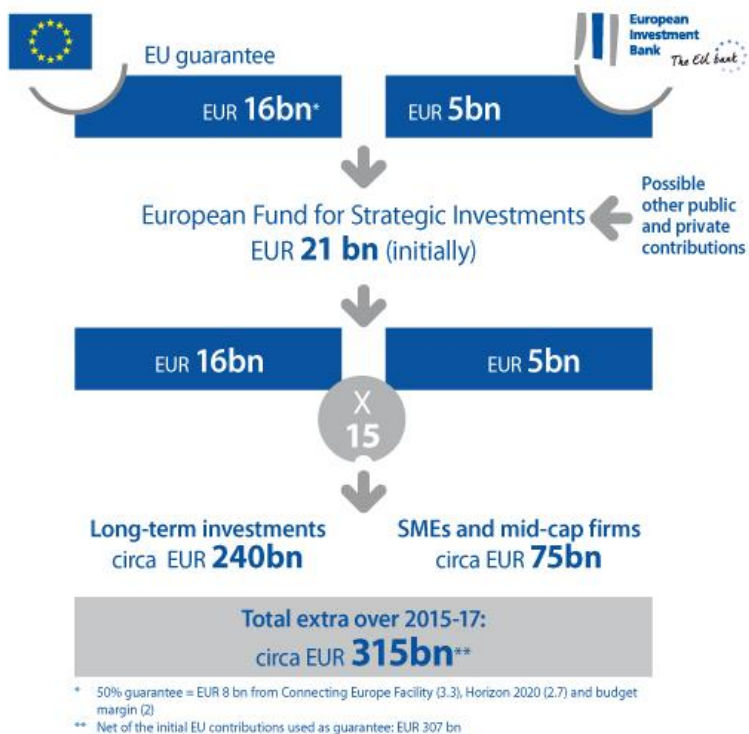 EU guarantee
European
Investment
Bank The EU bank
EUR 16bn*
EUR 5bn
European Fund for Strategic Investments
EUR 21 bn (initially)
Possible
other public
and private
contributions
EUR 16bn
EUR 5bn
X
15
Long-term investments
circa EUR 240bn
SMEs and mid-cap firms
circa EUR 75bn
Total extra over 2015-17:
circa EUR 315bn**
* 50% guarantee = EUR 8 bn from Connecting Europe Facility (3.3), Horizon 2020 (2.7) and budget
margin (2)
** Net of the initial EU contributions used as guarantee: EUR 307 bn